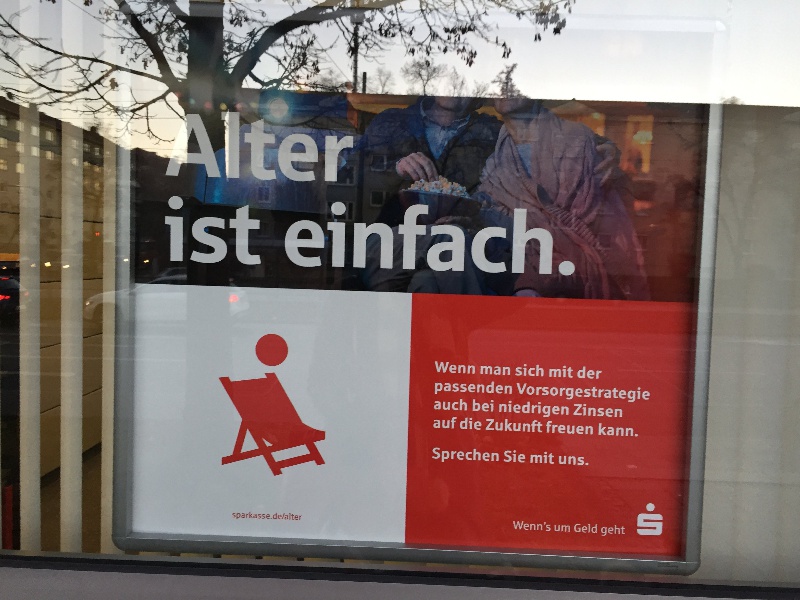 Alter
ist einfach.
Wenn man sich mit der
passenden Vorsorgestrategie
auch bei niedrigen Zinsen
auf die Zukunft freuen kann.
Sprechen Sie mit uns.
sparkasse.de/alter
Wenn's um Geld geht